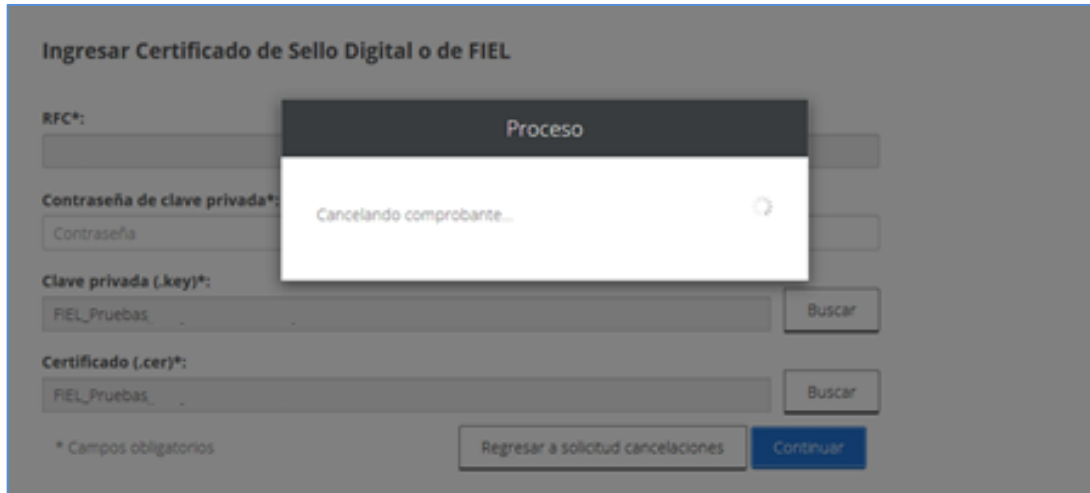 Ingresar Certificado de Sello Digital o de FIEL
RFC*:
Proceso
Contraseña de clave privada*:
Cancelando comprobante...
Contraseña
Clave privada (.key)*:
FIEL_Pruebas_
Buscar
Certificado (.cer)*:
FIEL_Pruebas_
Buscar
* Campos obligatorios
Regresar a solicitud cancelaciones
Continuar